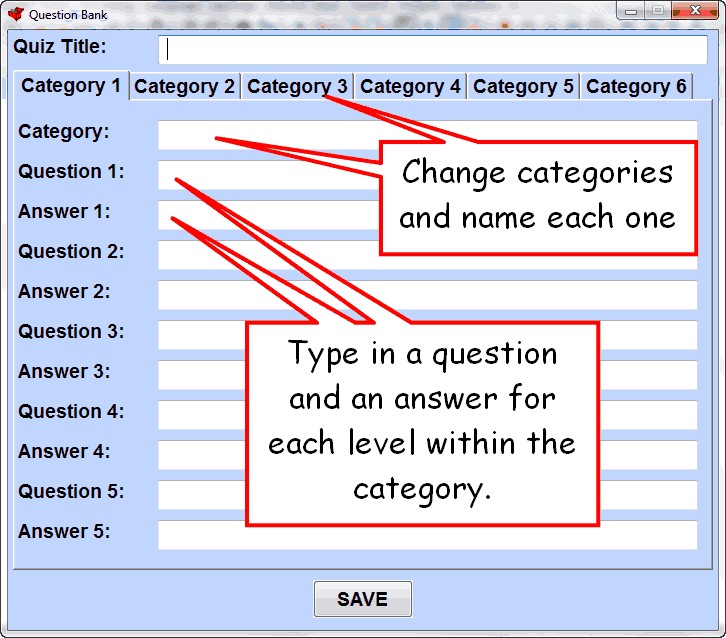 Question Bank
Quiz Title:
Category 1 Category 2 Category 3 Category 4 Category 5 Category 6
Category:
Question 1:
Answer 1:
Question 2:
Answer 2:
Question 3:
Answer 3:
Question 4:
Answer 4:
Question 5:
Answer 5:
Change categories
and name each one
Type in a question
and an answer for
each level within the
category.
SAVE